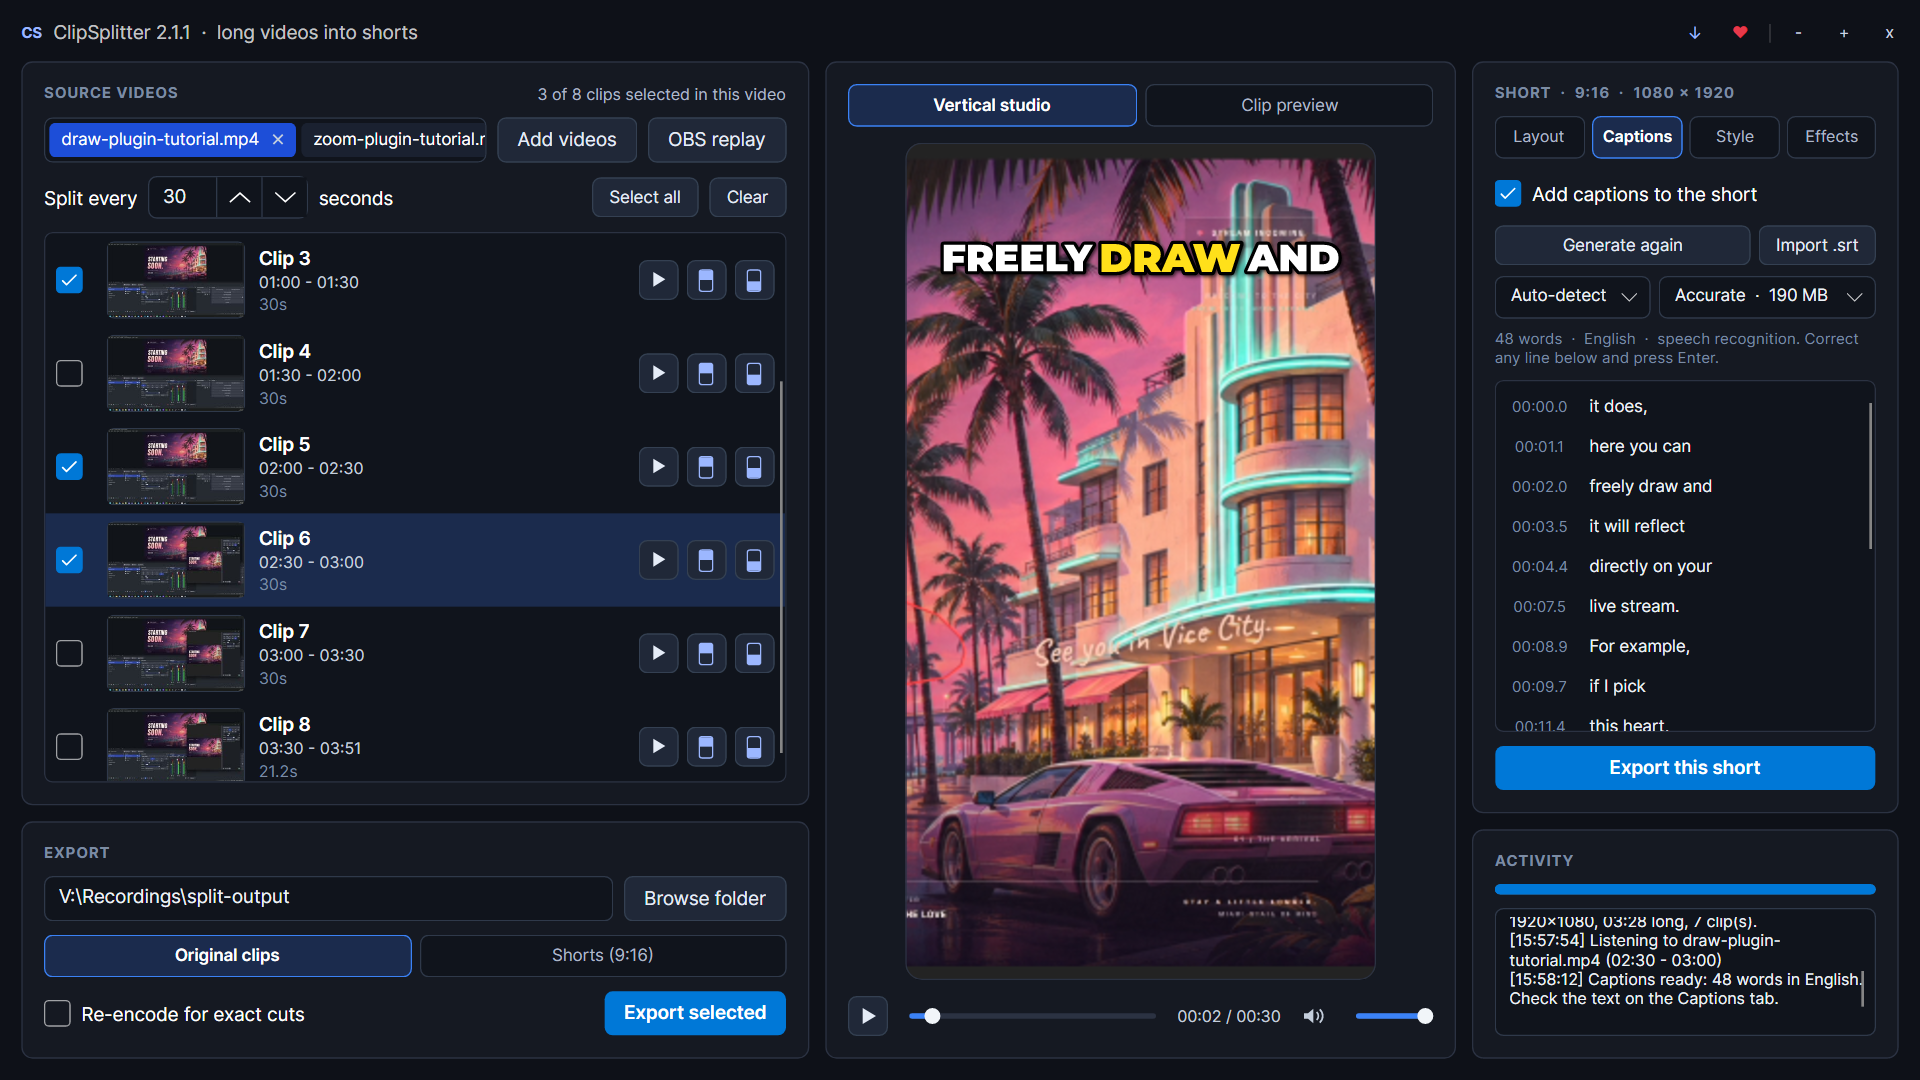 CS ClipSplitter 2.1.1 · long videos into shorts
- + x
SOURCE VIDEOS
3 of 8 clips selected in this video
draw-plugin-tutorial.mp4 ×
zoom-plugin-tutorial.r
Add videos
OBS replay
Split every 30 seconds
Select all
Clear
Clip 3
01:00 - 01:30
30s
Clip 4
01:30 - 02:00
30s
Clip 5
02:00 - 02:30
30s
Clip 6
02:30 - 03:00
30s
Clip 7
03:00 - 03:30
30s
Clip 8
03:30 - 03:51
21.2s
EXPORT
V:\Recordings\split-output
Browse folder
Original clips
Shorts (9:16)
Re-encode for exact cuts
Export selected
Vertical studio
Clip preview
STREAM INCOMING
FREELY DRAW AND
See you in Vice City.
HE LOVE
STAY A LITTLE LONGER.
00:02 / 00:30
SHORT · 9:16 · 1080 × 1920
Layout
Captions
Style
Effects
Add captions to the short
Generate again
Import .srt
Auto-detect
Accurate · 190 MB
48 words · English · speech recognition. Correct
any line below and press Enter.
00:00.0 it does,
00:01.1 here you can
00:02.0 freely draw and
00:03.5 it will reflect
00:04.4 directly on your
00:07.5 live stream.
00:08.9 For example,
00:09.7 if I pick
00:11.4 this heart.
Export this short
ACTIVITY
1920×1080, 03:28 long, 7 clip(s).
[15:57:54] Listening to draw-plugin-
tutorial.mp4 (02:30 - 03:00)
[15:58:12] Captions ready: 48 words in English.
Check the text on the Captions tab.